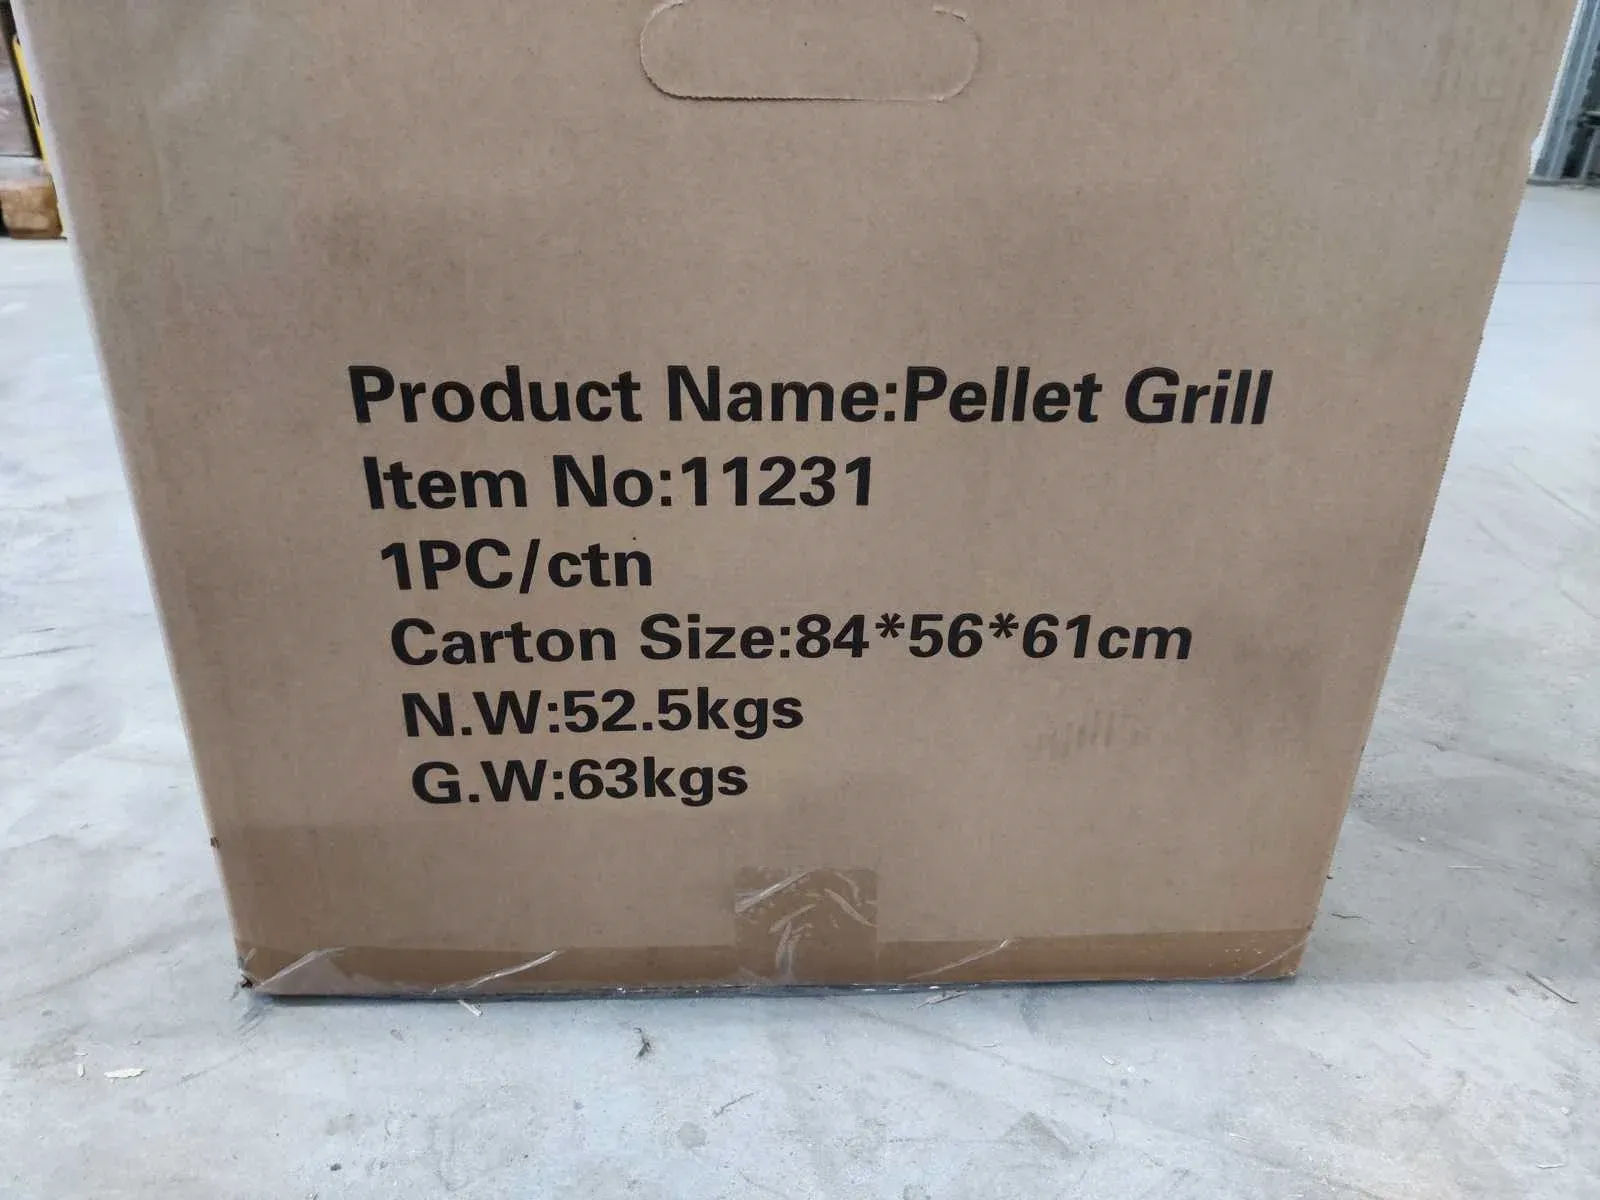 Product Name:Pellet Grill
Item No:11231
1PC/ctn
Carton Size:84*56*61cm
N.W:52.5kgs
G.W:63kgs